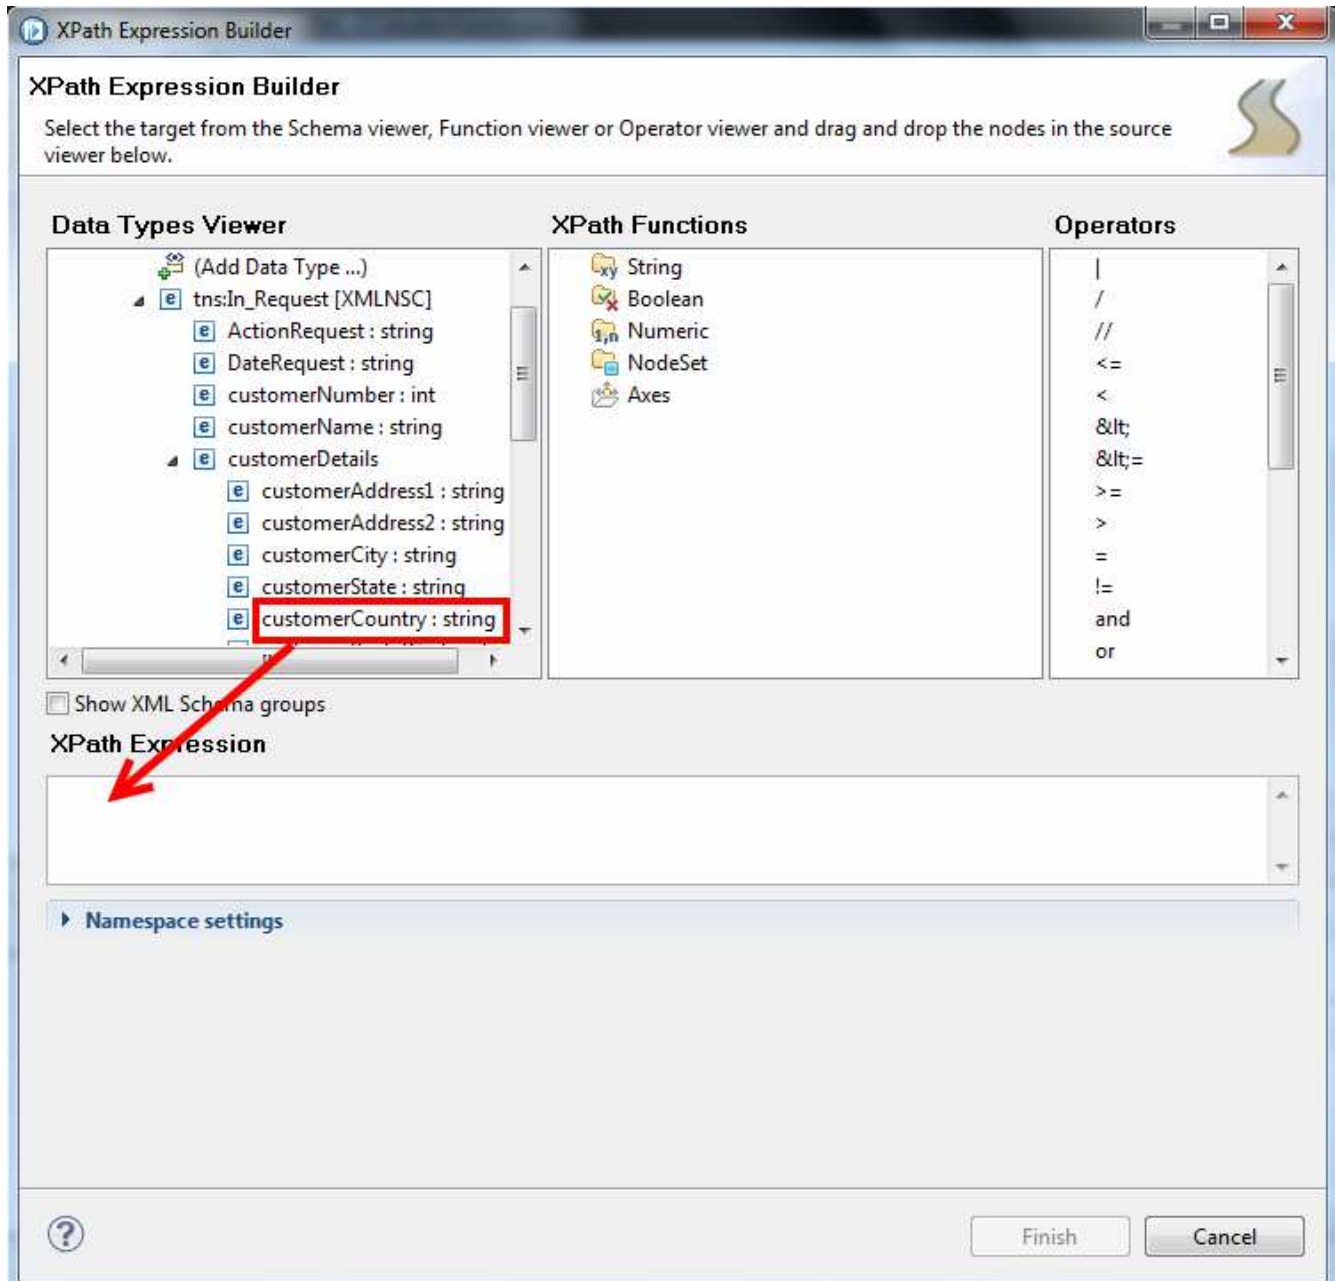 XPath Expression Builder
XPath Expression Builder
Select the target from the Schema viewer, Function viewer or Operator viewer and drag and drop the nodes in the source
viewer below.
Data Types Viewer
(Add Data Type ...)
tns:In_Request [XMLNSC]
ActionRequest : string
DateRequest : string
customerNumber : int
customerName : string
customerDetails
customerAddress1 : string
customerAddress2 : string
customerCity : string
customerState : string
customerCountry : string
XPath Functions
String
Boolean
Numeric
NodeSet
Axes
Operators
|
/
//
<=
<
&lt;
&lt;=
>=
>
=
!=
and
or
Show XML Schema groups
XPath Expression
Namespace settings
Finish
Cancel